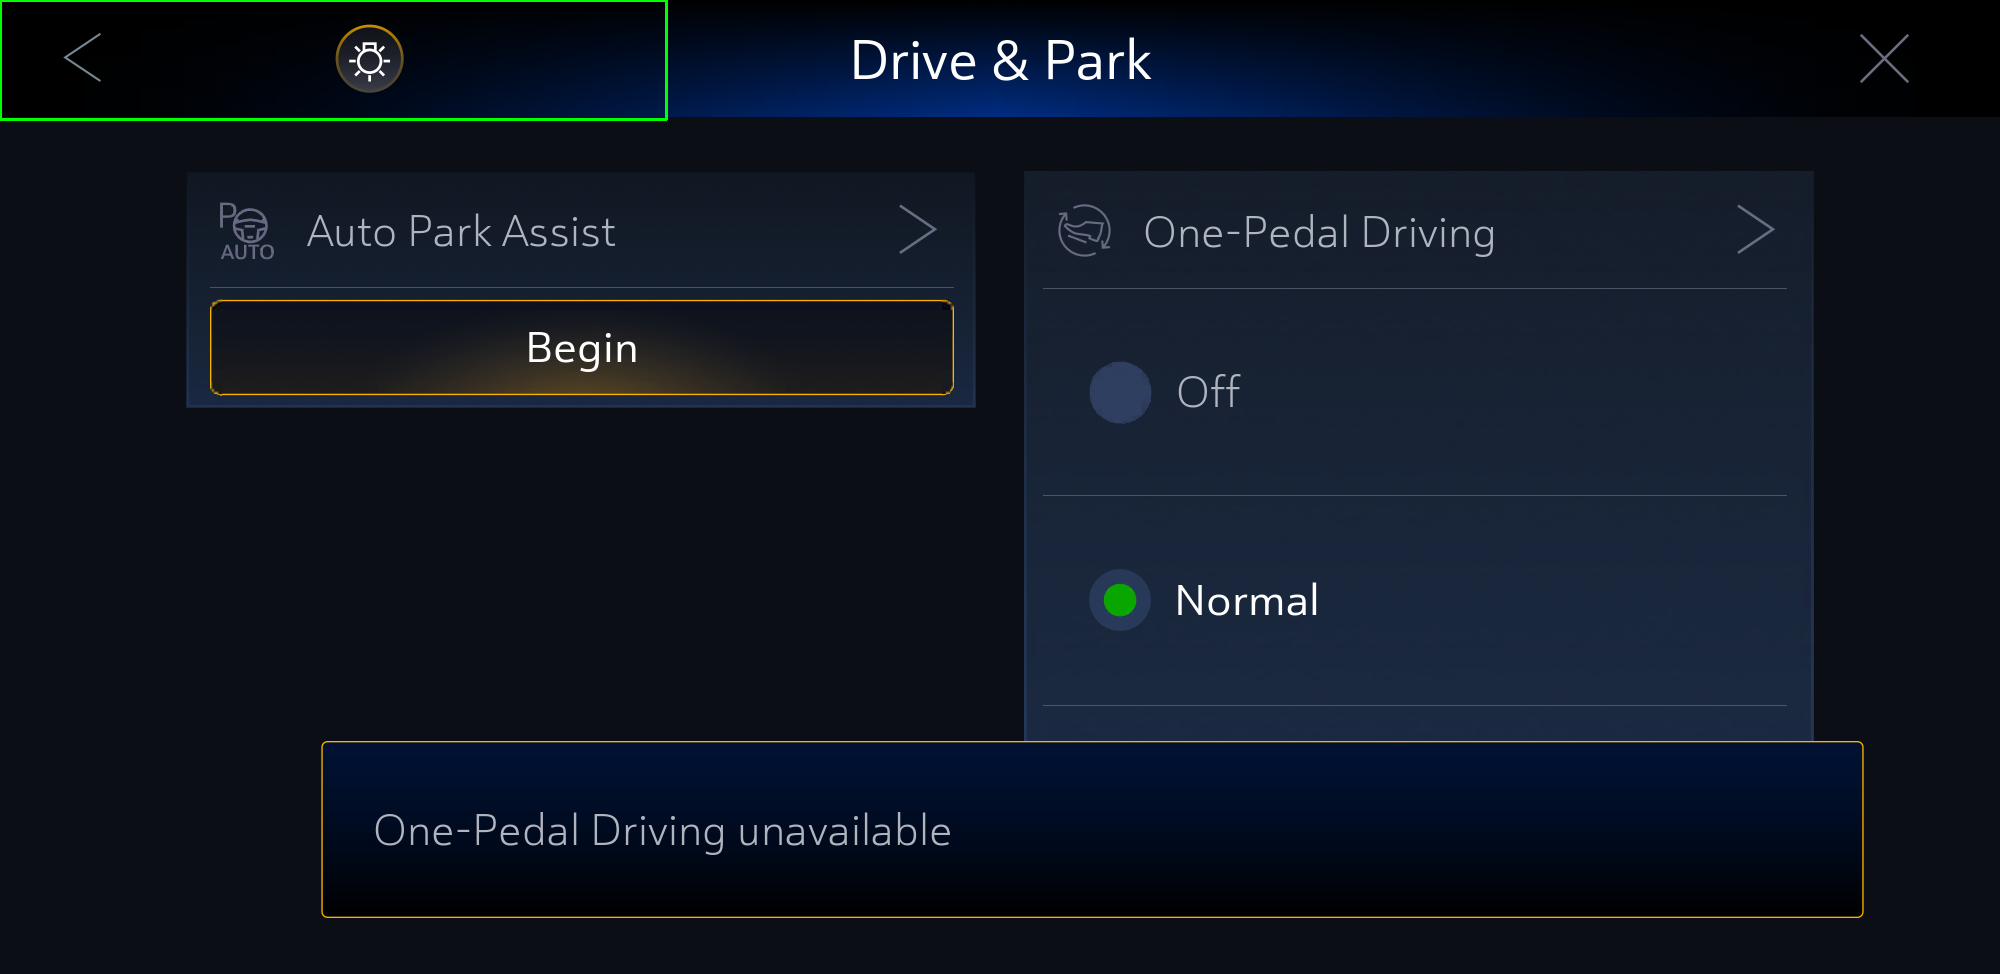 Drive & Park
P
AUTO
Auto Park Assist
Begin
One-Pedal Driving
Off
Normal
One-Pedal Driving unavailable